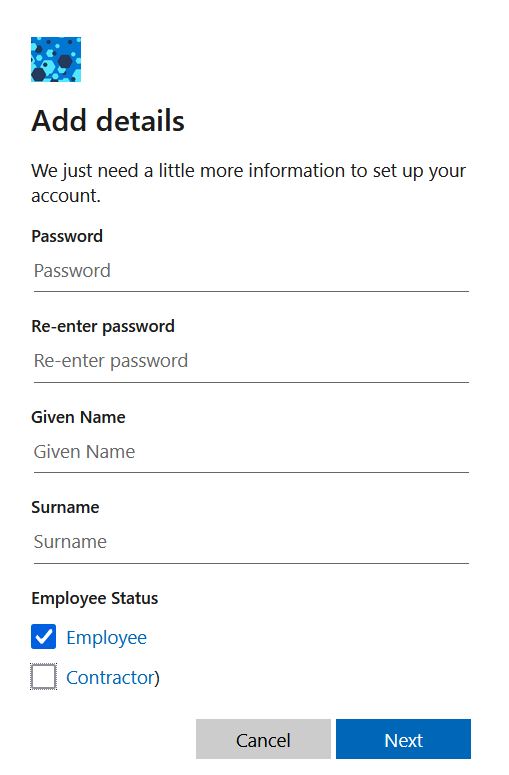 Add details
We just need a little more information to set up your
account.
Password
Password
Re-enter password
Re-enter password
Given Name
Given Name
Surname
Surname
Employee Status
Employee
Contractor)
Cancel Next